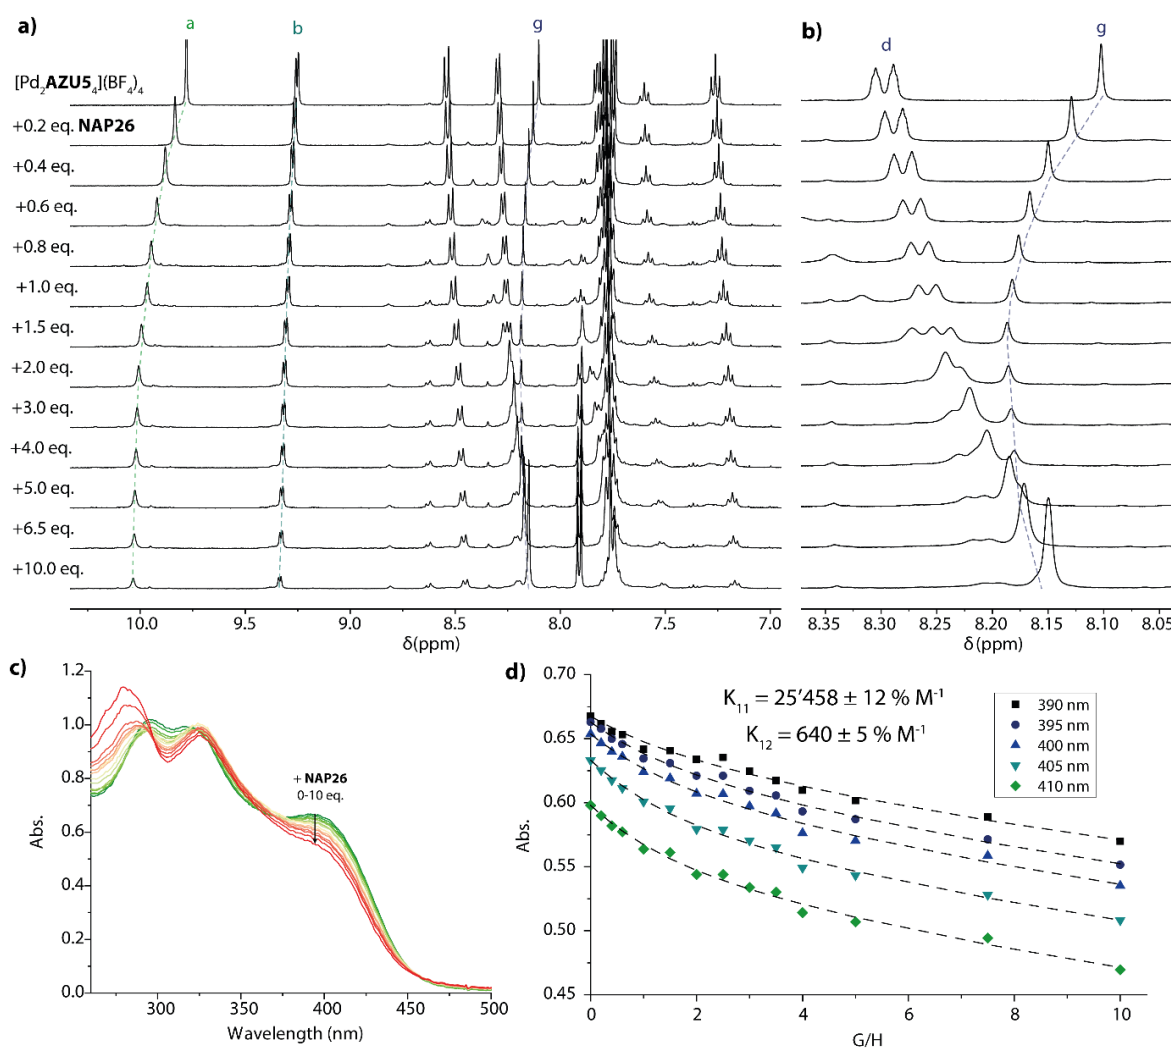 a)
a
b
g
[Pd₂AZU5₄](BF₄)₄
+0.2 eq. NAP26
+0.4 eq.
+0.6 eq.
+0.8 eq.
+1.0 eq.
+1.5 eq.
+2.0 eq.
+3.0 eq.
+4.0 eq.
+5.0 eq.
+6.5 eq.
+10.0 eq.
10.0 9.5 9.0 8.5 8.0 7.5 7.0
δ(ppm)
b)
d
g
8.35 8.30 8.25 8.20 8.15 8.10 8.05
δ (ppm)
c)
1.2
1.0
0.8
0.6
0.4
0.2
0.0
Abs.
+ NAP26
0-10 eq.
300 350 400 450 500
Wavelength (nm)
d)
0.70
0.65
0.60
0.55
0.50
0.45
Abs.
K₁₁ = 25'458 ± 12 % M⁻¹
K₁₂ = 640 ± 5 % M⁻¹
390 nm
395 nm
400 nm
405 nm
410 nm
0 2 4 6 8 10
G/H